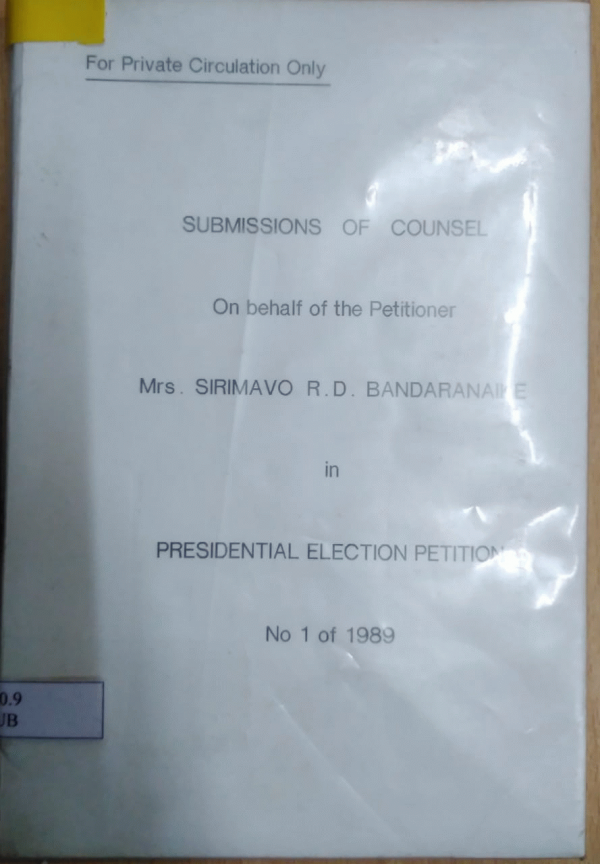 For Private Circulation Only
SUBMISSIONS OF COUNSEL
On behalf of the Petitioner
Mrs. SIRIMAVO R.D. BANDARANAIKE
in
PRESIDENTIAL ELECTION PETITION
No 1 of 1989
0.9
UB